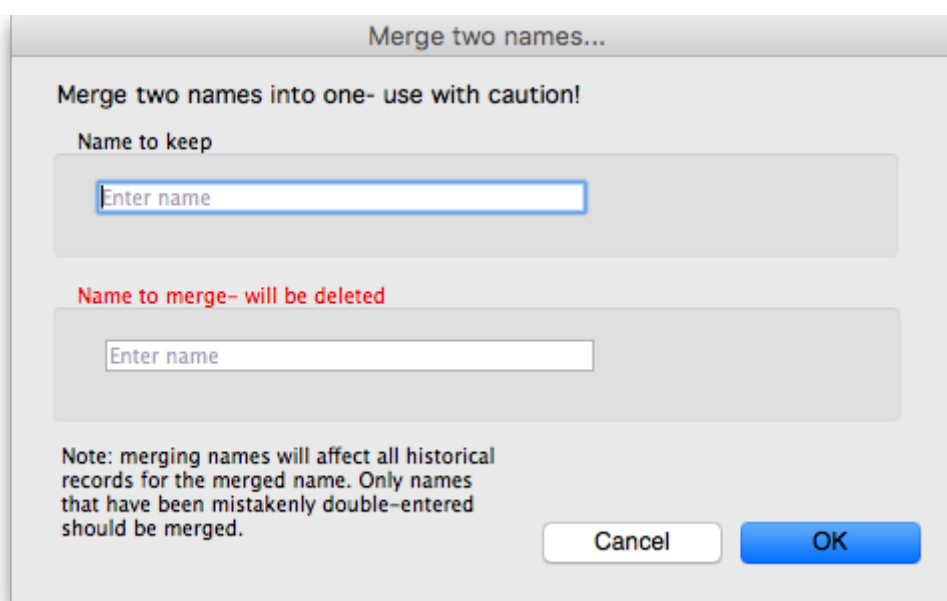 Merge two names...
Merge two names into one- use with caution!
Name to keep
Enter name
Name to merge- will be deleted
Enter name
Note: merging names will affect all historical
records for the merged name. Only names
that have been mistakenly double-entered
should be merged.
Cancel
OK